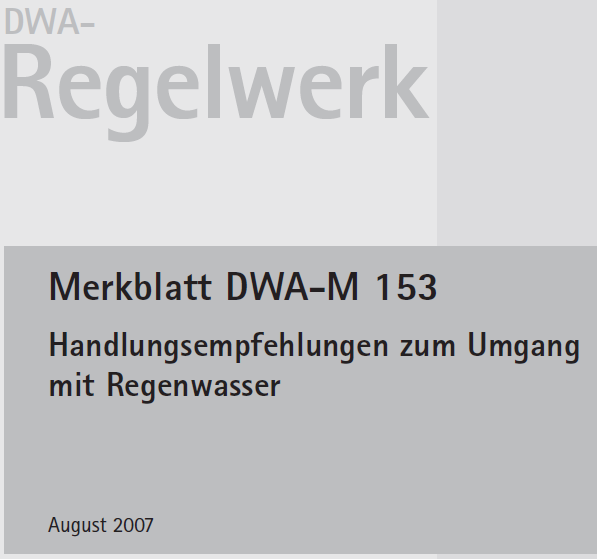 DWA-
Regelwerk
Merkblatt DWA-M 153
Handlungsempfehlungen zum Umgang
mit Regenwasser
August 2007